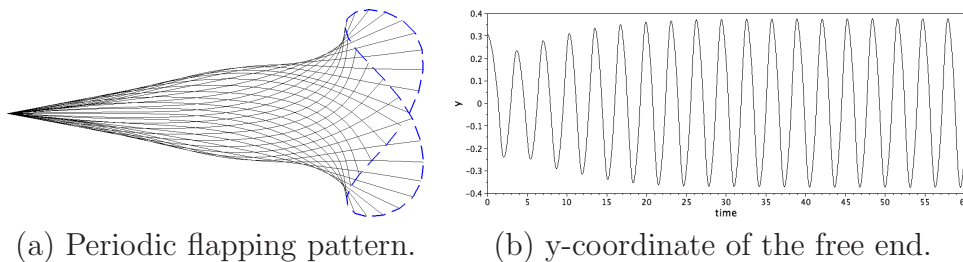 0.4
0.3
0.2
0.1
0
-0.1
-0.2
-0.3
-0.4
y
0 5 10 15 20 25 30 35 40 45 50 55 60
time
(a) Periodic flapping pattern.
(b) y-coordinate of the free end.